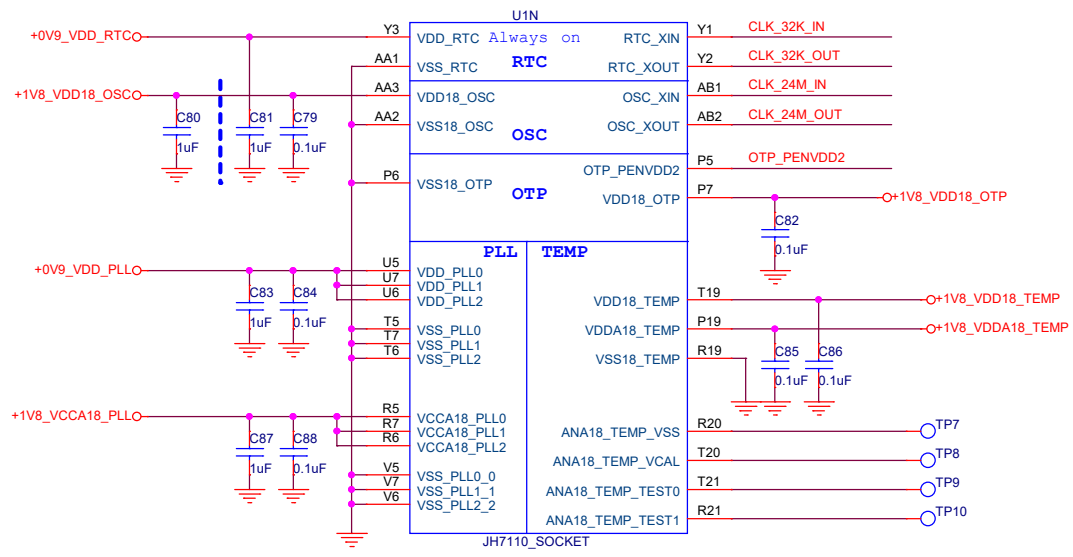 U1N
+0V9_VDD_RTC
Y3
VDD_RTC
Always on
RTC_XIN
Y1
CLK_32K_IN
AA1
VSS_RTC
RTC
RTC_XOUT
Y2
CLK_32K_OUT
+1V8_VDD18_OSC
AA3
VDD18_OSC
OSC_XIN
AB1
CLK_24M_IN
C80
1uF
C81
1uF
C79
0.1uF
AA2
VSS18_OSC
OSC
OSC_XOUT
AB2
CLK_24M_OUT
P6
VSS18_OTP
OTP
OTP_PENVDD2
P5
OTP_PENVDD2
VDD18_OTP
P7
+1V8_VDD18_OTP
C82
0.1uF
PLL
TEMP
+0V9_VDD_PLL
U5
VDD_PLL0
U7
VDD_PLL1
U6
VDD_PLL2
C83
1uF
C84
0.1uF
T5
VSS_PLL0
T7
VSS_PLL1
T6
VSS_PLL2
VDD18_TEMP
T19
+1V8_VDD18_TEMP
VDDA18_TEMP
P19
+1V8_VDDA18_TEMP
VSS18_TEMP
R19
C85
0.1uF
C86
0.1uF
+1V8_VCCA18_PLL
R5
VCCA18_PLL0
R7
VCCA18_PLL1
R6
VCCA18_PLL2
C87
1uF
C88
0.1uF
V5
VSS_PLL0_0
V7
VSS_PLL1_1
V6
VSS_PLL2_2
ANA18_TEMP_VSS
R20
TP7
ANA18_TEMP_VCAL
T20
TP8
ANA18_TEMP_TEST0
T21
TP9
ANA18_TEMP_TEST1
R21
TP10
JH7110_SOCKET